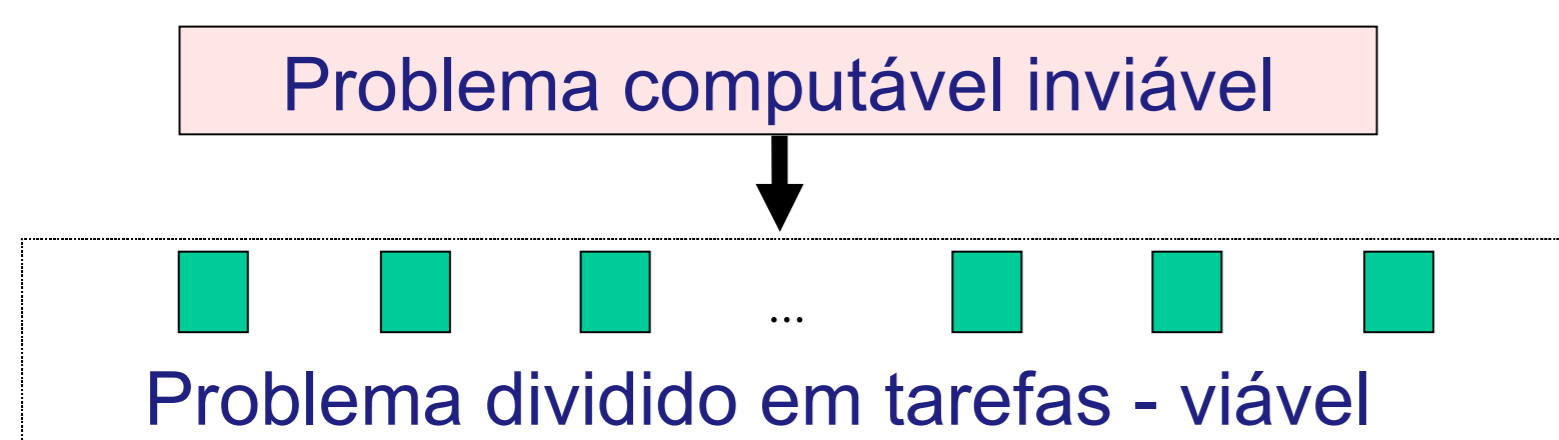 Problema computável inviável
...
Problema dividido em tarefas - viável